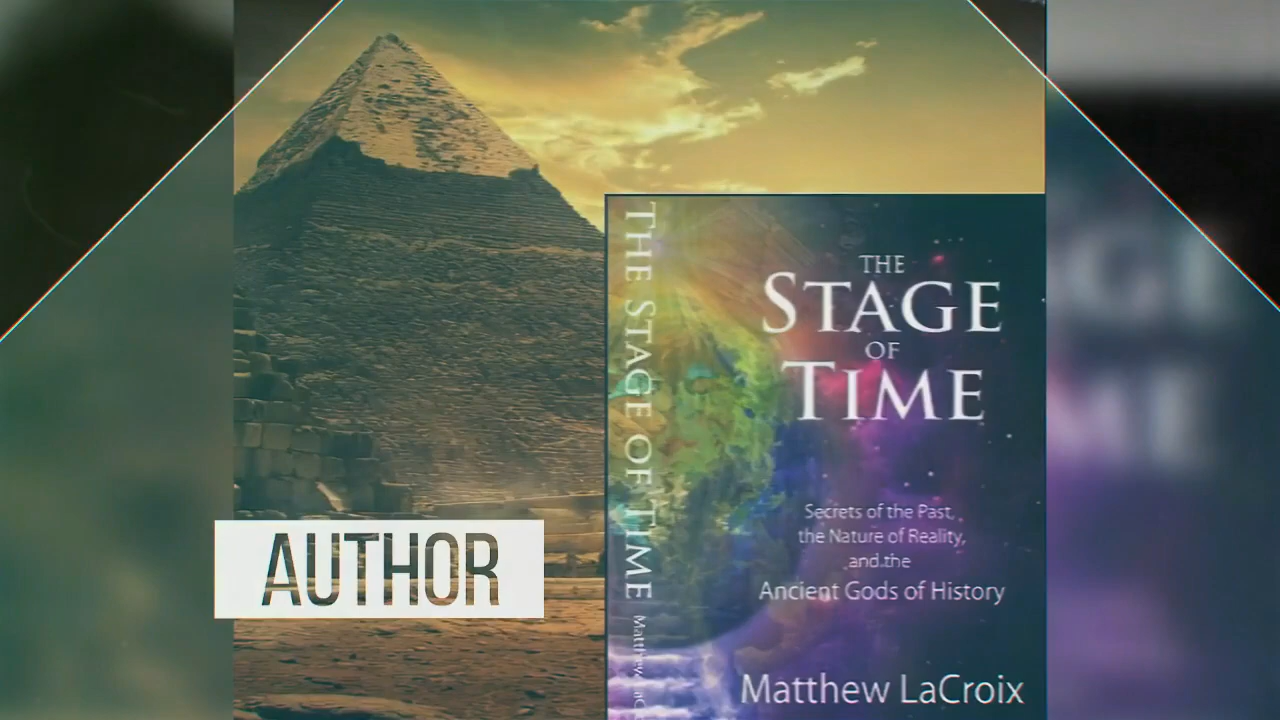 AUTHOR
THE STAGE OF TIME
THE
STAGE
OF
TIME
Secrets of the Past,
the Nature of Reality,
and the
Ancient Gods of History
Matthew LaCroix